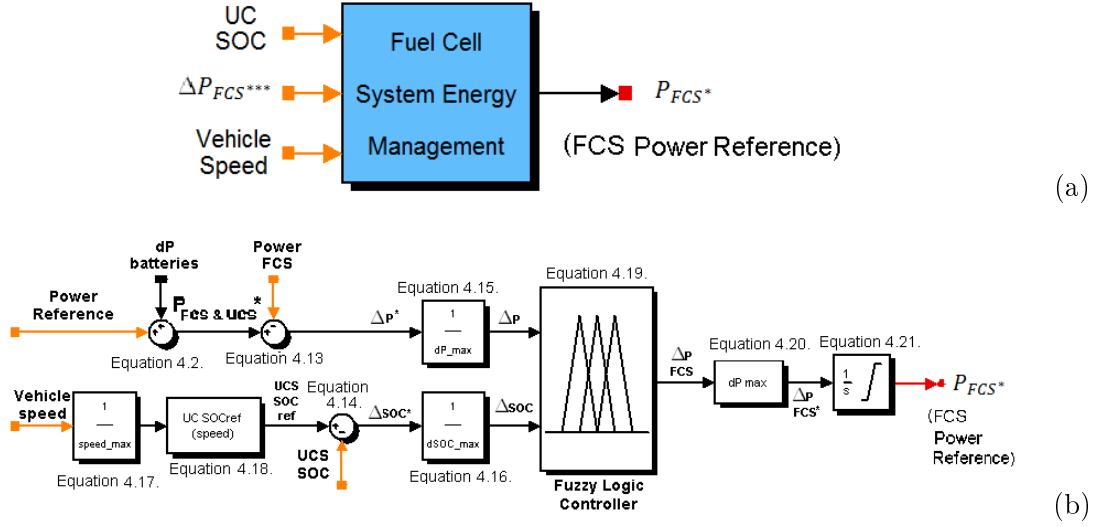 UC
SOC
ΔP_FCS***
Vehicle
Speed
Fuel Cell
System Energy
Management
P_FCS*
(FCS Power Reference)
(a)
dP
batteries
Power
FCS
Power
Reference
P_FCS & UCS*
Equation 4.2.
Equation 4.13
ΔP*
Equation 4.15.
1
dP_max
ΔP
Equation 4.19.
Fuzzy Logic
Controller
ΔP
FCS
Equation 4.20.
dP max
ΔP
FCS*
Equation 4.21.
1
s
P_FCS*
(FCS
Power
Reference)
Vehicle
speed
1
speed_max
Equation 4.17.
UC SOCref
(speed)
Equation 4.18.
UCS
SOC
ref
Equation
4.14.
UCS
SOC
ΔSOC*
1
dSOC_max
Equation 4.16.
ΔSOC
(b)